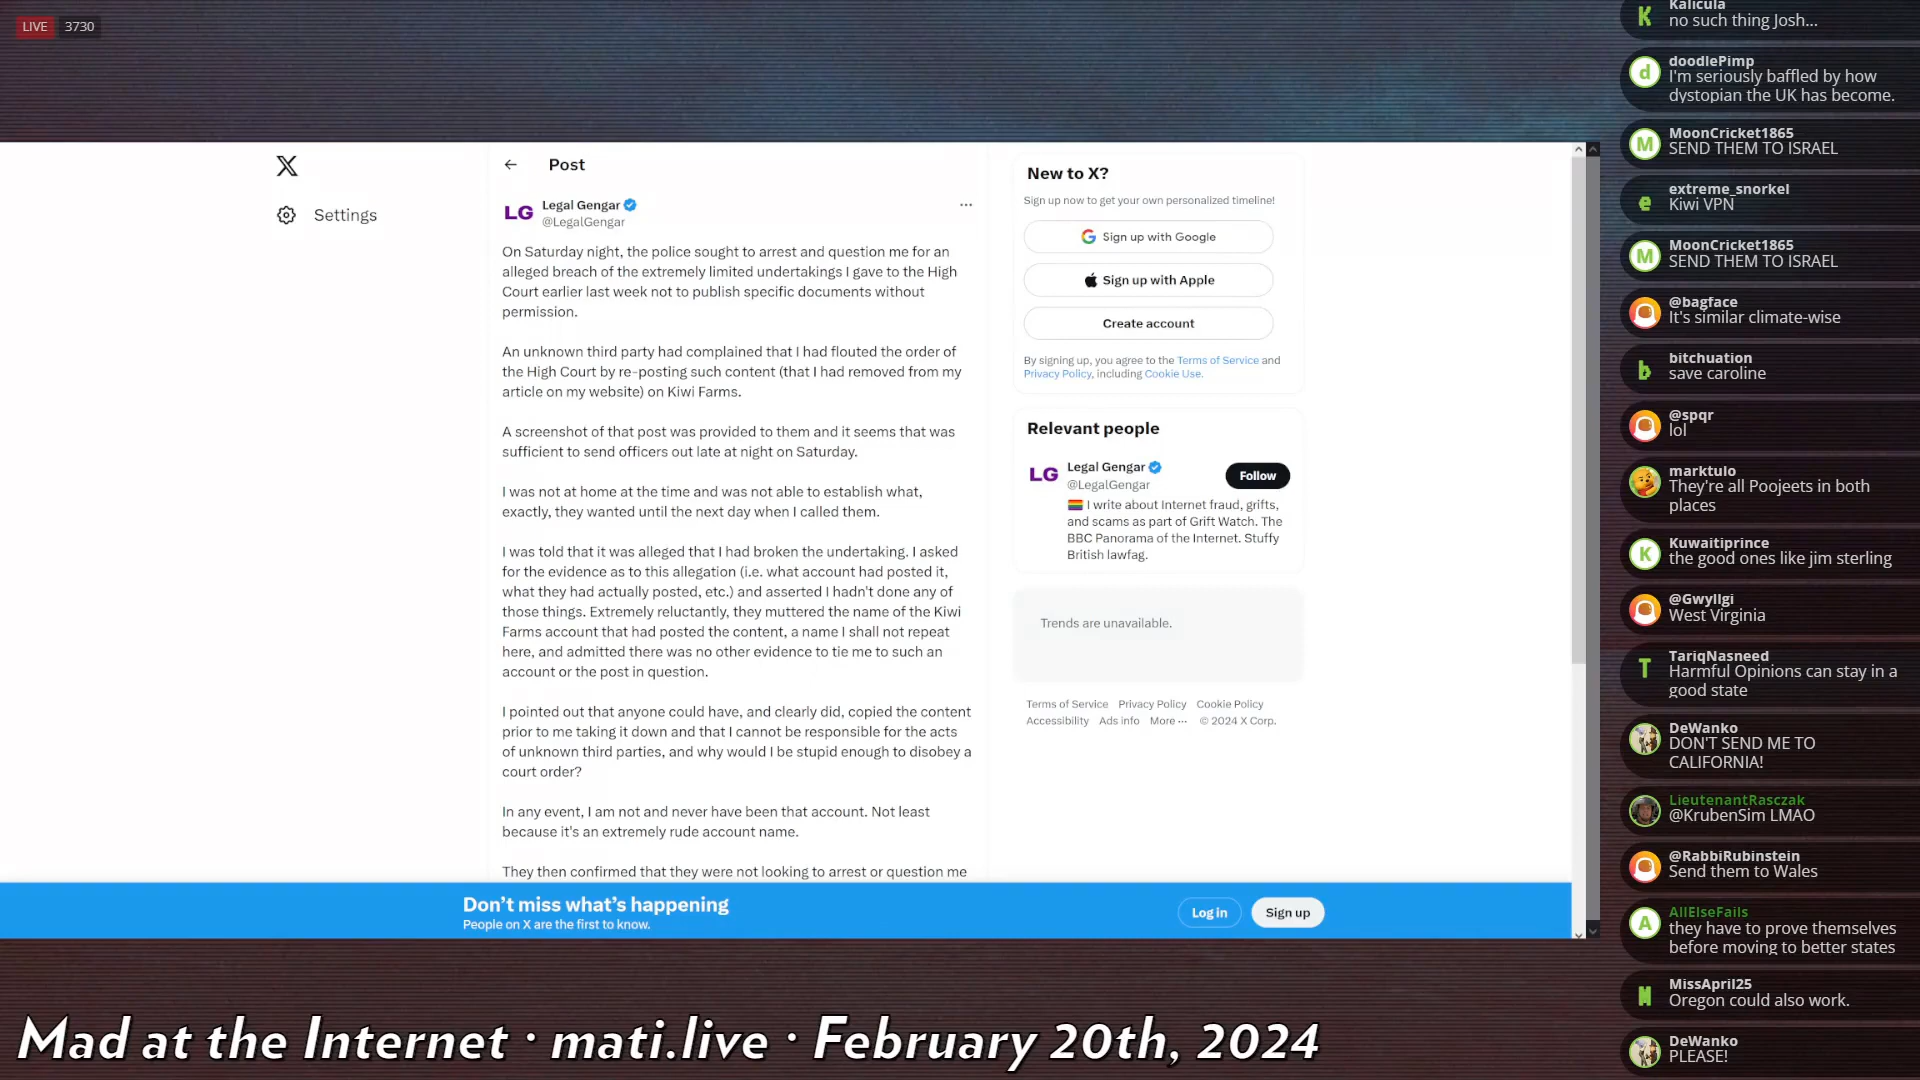 LIVE 3730
X
Settings
Post
LG Legal Gengar
@LegalGengar
On Saturday night, the police sought to arrest and question me for an
alleged breach of the extremely limited undertakings I gave to the High
Court earlier last week not to publish specific documents without
permission.
An unknown third party had complained that I had flouted the order of
the High Court by re-posting such content (that I had removed from my
article on my website) on Kiwi Farms.
A screenshot of that post was provided to them and it seems that was
sufficient to send officers out late at night on Saturday.
I was not at home at the time and was not able to establish what,
exactly, they wanted until the next day when I called them.
I was told that it was alleged that I had broken the undertaking. I asked
for the evidence as to this allegation (i.e. what account had posted it,
what they had actually posted, etc.) and asserted I hadn't done any of
those things. Extremely reluctantly, they muttered the name of the Kiwi
Farms account that had posted the content, a name I shall not repeat
here, and admitted there was no other evidence to tie me to such an
account or the post in question.
I pointed out that anyone could have, and clearly did, copied the content
prior to me taking it down and that I cannot be responsible for the acts
of unknown third parties, and why would I be stupid enough to disobey a
court order?
In any event, I am not and never have been that account. Not least
because it's an extremely rude account name.
They then confirmed that they were not looking to arrest or question me
New to X?
Sign up now to get your own personalized timeline!
Sign up with Google
Sign up with Apple
Create account
By signing up, you agree to the Terms of Service and
Privacy Policy, including Cookie Use.
Relevant people
LG Legal Gengar
@LegalGengar
Follow
I write about Internet fraud, grifts,
and scams as part of Grift Watch. The
BBC Panorama of the Internet. Stuffy
British lawfag.
Trends are unavailable.
Terms of Service Privacy Policy Cookie Policy
Accessibility Ads info More ··· © 2024 X Corp.
Don’t miss what’s happening
People on X are the first to know.
Log in
Sign up
Mad at the Internet · mati.live · February 20th, 2024
K Kalicula
no such thing Josh...
d doodlePimp
I'm seriously baffled by how
dystopian the UK has become.
M MoonCricket1865
SEND THEM TO ISRAEL
e extreme_snorkel
Kiwi VPN
M MoonCricket1865
SEND THEM TO ISRAEL
@bagface
It's similar climate-wise
b bitchuation
save caroline
@spqr
lol
marktulo
They're all Poojeets in both
places
K Kuwaitiprince
the good ones like jim sterling
@Gwyllgi
West Virginia
T TariqNasneed
Harmful Opinions can stay in a
good state
DeWanko
DON'T SEND ME TO
CALIFORNIA!
LieutenantRasczak
@KrubenSim LMAO
@RabbiRubinstein
Send them to Wales
A AllElseFails
they have to prove themselves
before moving to better states
M MissApril25
Oregon could also work.
DeWanko
PLEASE!